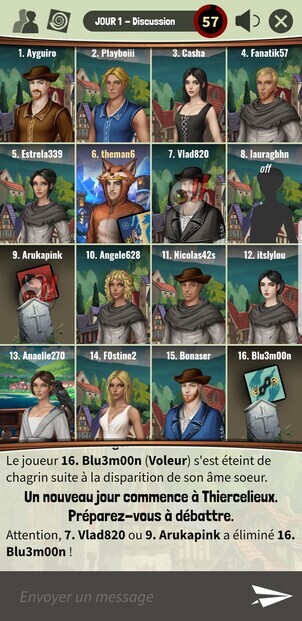 JOUR 1 – Discussion
57
1. Ayguiro
2. Playboiii
3. Casha
4. Fanatik57
5. Estrela339
6. theman6
7. Vlad820
8. lauragbhn
off
9. Arukapink
10. Angele628
11. Nicolas42s
12. itslylou
13. Anaelle270
14. F0stine2
15. Bonaser
16. Blu3m00n
Le joueur 16. Blu3m00n (Voleur) s'est éteint de
chagrin suite à la disparition de son âme soeur.
Un nouveau jour commence à Thiercelieux.
Préparez-vous à débattre.
Attention, 7. Vlad820 ou 9. Arukapink a éliminé 16.
Blu3m00n !
Envoyer un message